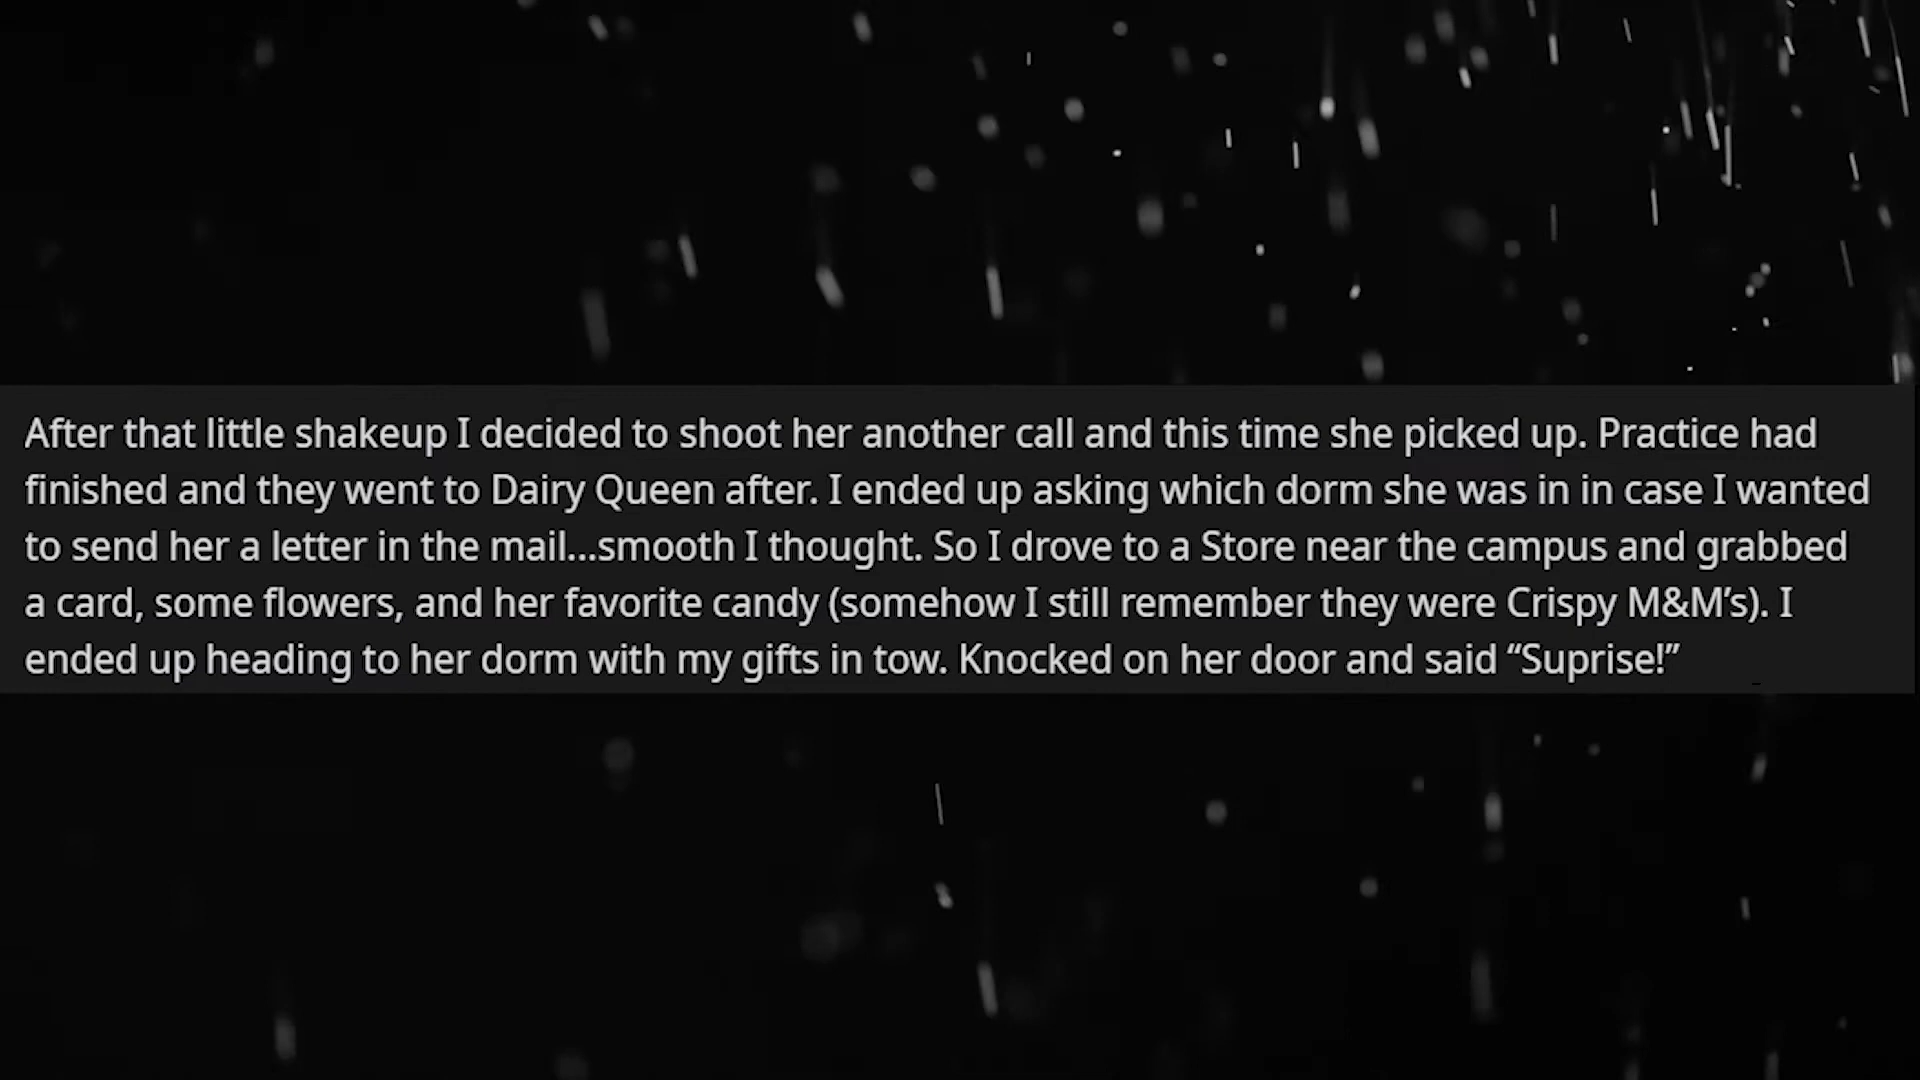 After that little shakeup I decided to shoot her another call and this time she picked up. Practice had
finished and they went to Dairy Queen after. I ended up asking which dorm she was in in case I wanted
to send her a letter in the mail...smooth I thought. So I drove to a Store near the campus and grabbed
a card, some flowers, and her favorite candy (somehow I still remember they were Crispy M&M’s). I
ended up heading to her dorm with my gifts in tow. Knocked on her door and said “Suprise!”